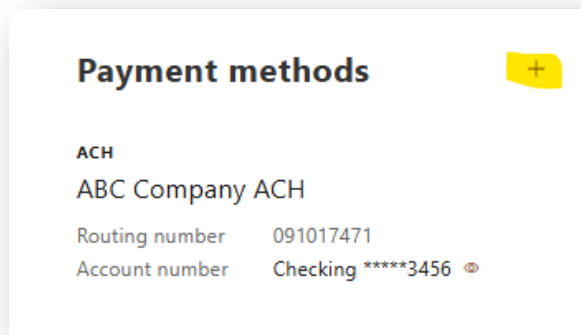 Payment methods +
ACH
ABC Company ACH
Routing number 091017471
Account number Checking *****3456